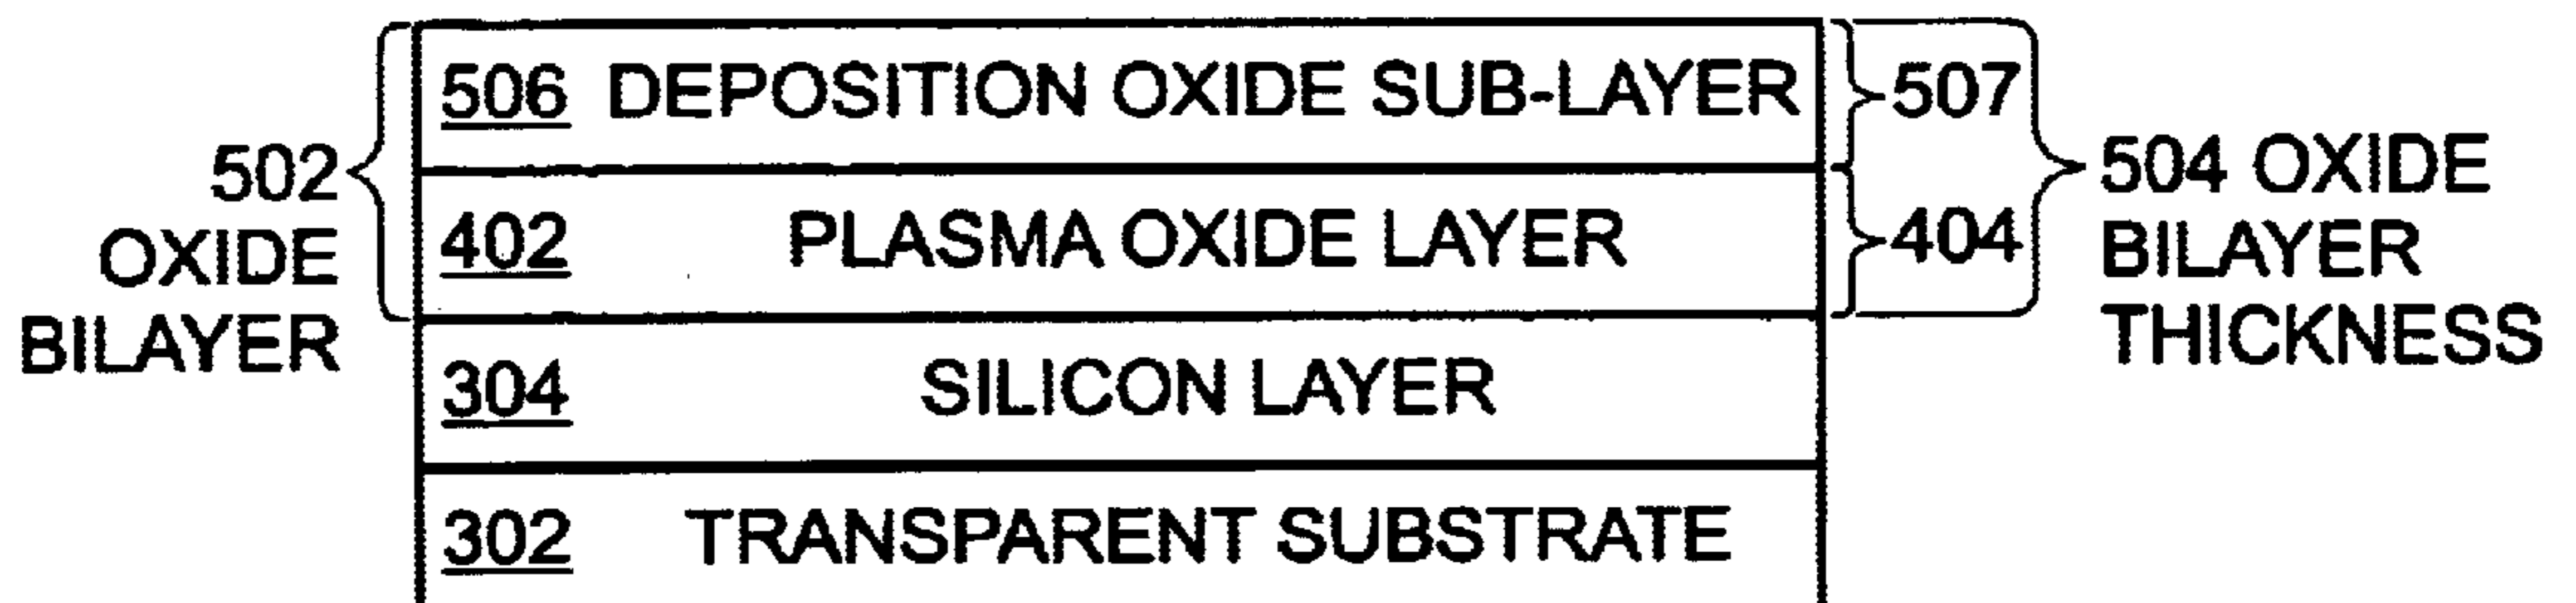 506 DEPOSITION OXIDE SUB-LAYER
507
502
OXIDE
BILAYER
504 OXIDE
BILAYER
THICKNESS
402 PLASMA OXIDE LAYER
404
304 SILICON LAYER
302 TRANSPARENT SUBSTRATE